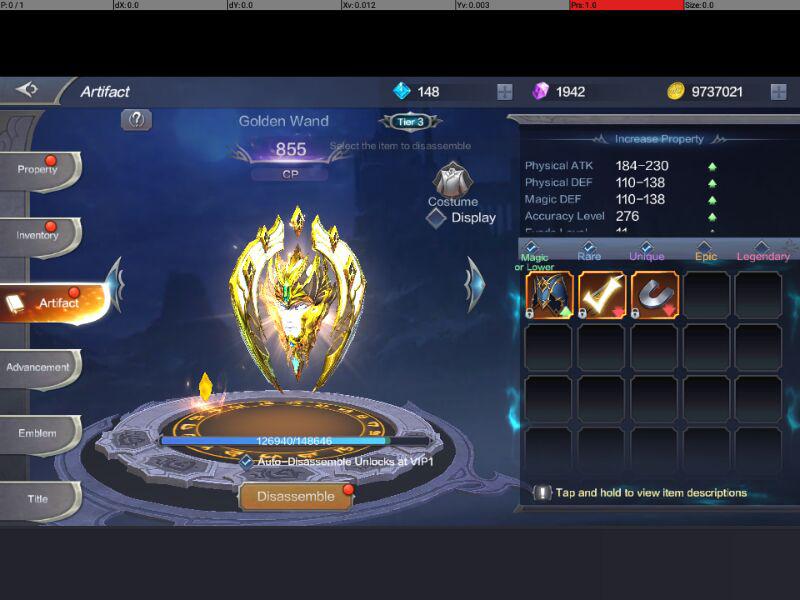 P: 0 / 1 dX: 0.0 dY: 0.0 Xv: 0.012 Yv: 0.003 Prs: 1.0 Size: 0.0
Artifact 148 1942 9737021
Golden Wand Tier 3
Select the item to disassemble
855
CP
Costume
Display
Increase Property
Physical ATK 184-230
Physical DEF 110-138
Magic DEF 110-138
Accuracy Level 276
Property
Inventory
Artifact
Advancement
Emblem
Title
Magic or Lower Rare Unique Epic Legendary
126940/148646
Auto-Disassemble Unlocks at VIP1
Disassemble
Tap and hold to view item descriptions